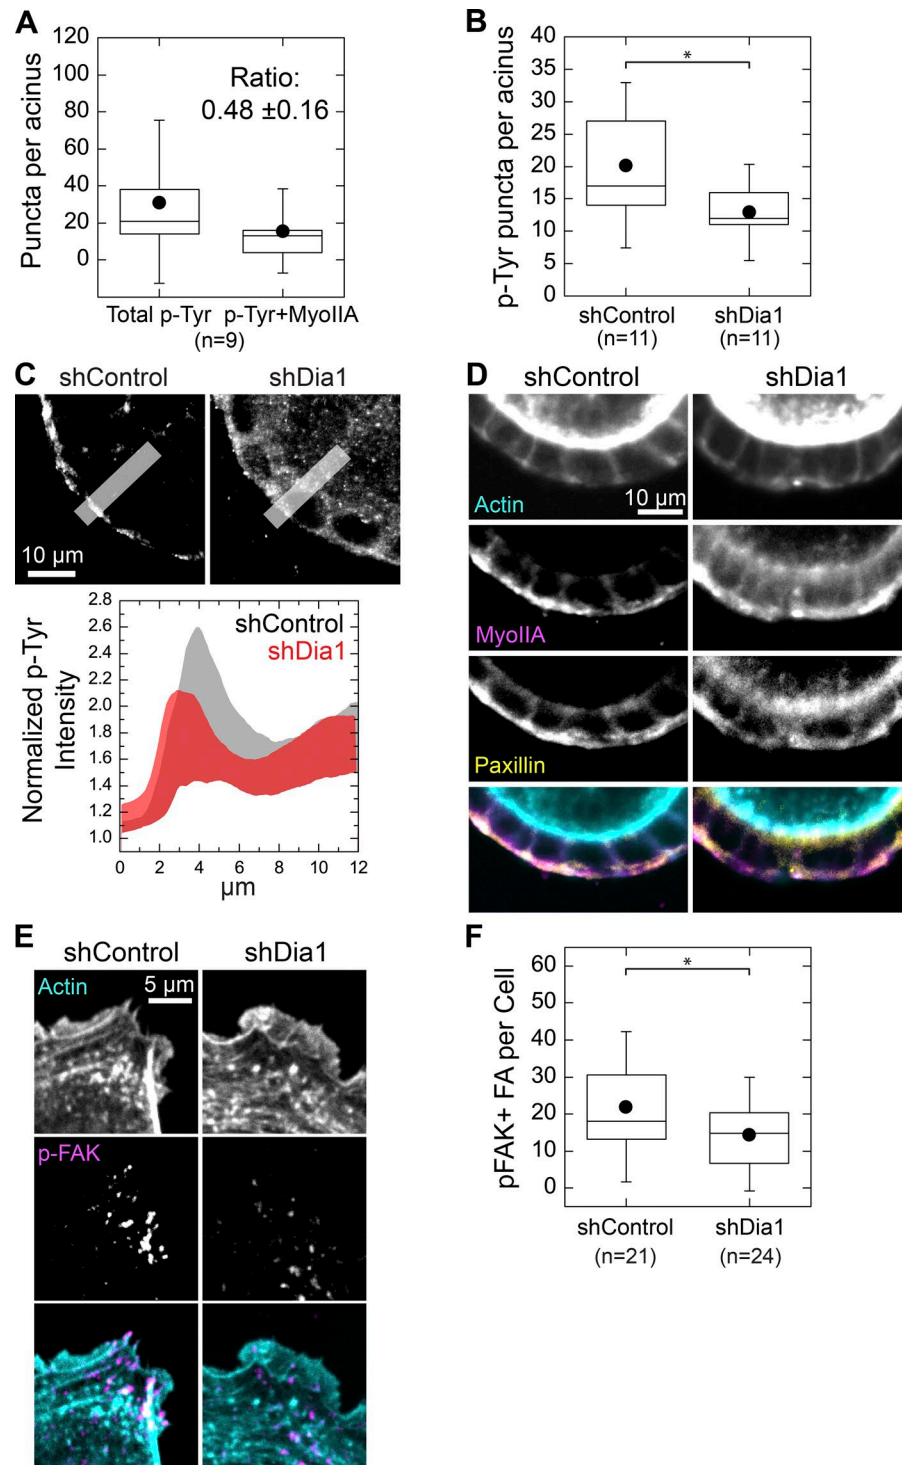 A
Puncta per acinus
120
100
80
60
40
20
0
Ratio:
0.48 ±0.16
Total p-Tyr p-Tyr+MyoIIA
(n=9)
B
p-Tyr puncta per acinus
40
35
30
25
20
15
10
5
0
*
shControl shDia1
(n=11) (n=11)
C
shControl shDia1
10 µm
Normalized p-Tyr
Intensity
2.8
2.6
2.4
2.2
2.0
1.8
1.6
1.4
1.2
1.0
shControl
shDia1
0 2 4 6 8 10 12
µm
D
shControl shDia1
Actin
10 µm
MyoIIA
Paxillin
E
shControl shDia1
Actin
5 µm
p-FAK
F
pFAK+ FA per Cell
60
50
40
30
20
10
0
*
shControl shDia1
(n=21) (n=24)